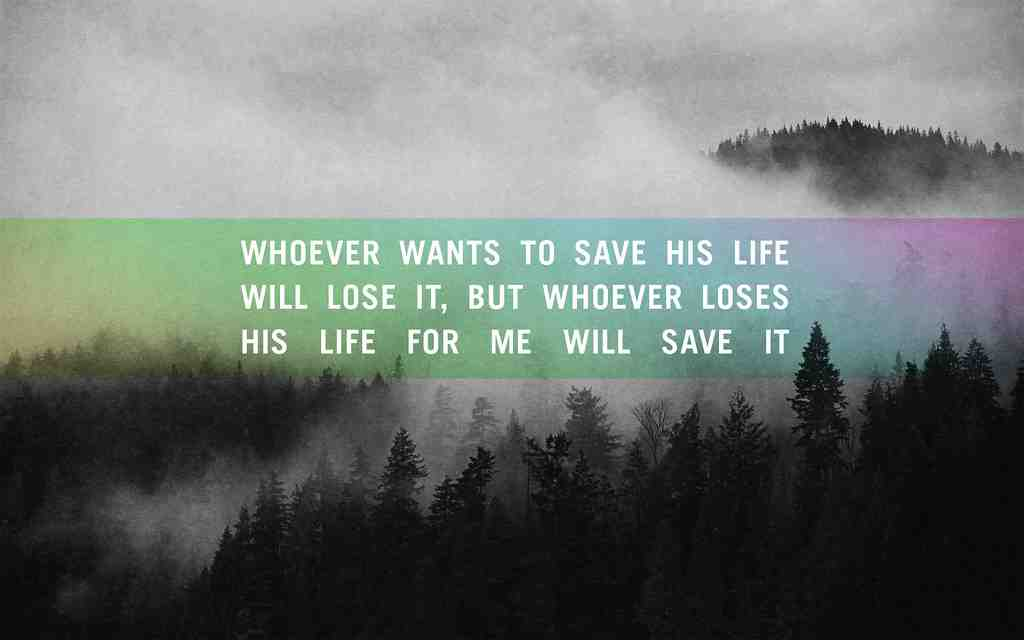 WHOEVER WANTS TO SAVE HIS LIFE
WILL LOSE IT, BUT WHOEVER LOSES
HIS LIFE FOR ME WILL SAVE IT